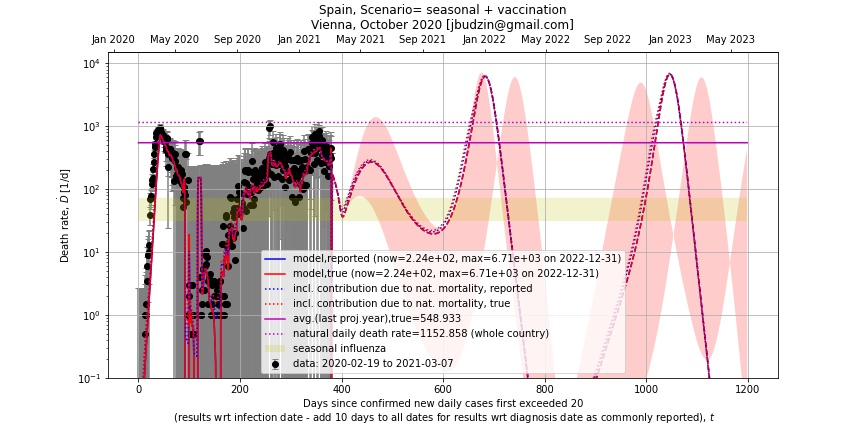 Spain, Scenario= seasonal + vaccination
Vienna, October 2020 [jbudzin@gmail.com]
Jan 2020 May 2020 Sep 2020 Jan 2021 May 2021 Sep 2021 Jan 2022 May 2022 Sep 2022 Jan 2023 May 2023
10⁴
10³
10²
10¹
10⁰
10⁻¹
Death rate, D [1/d]
model,reported (now=2.24e+02, max=6.71e+03 on 2022-12-31)
model,true (now=2.24e+02, max=6.71e+03 on 2022-12-31)
incl. contribution due to nat. mortality, reported
incl. contribution due to nat. mortality, true
avg.(last proj.year),true=548.933
natural daily death rate=1152.858 (whole country)
seasonal influenza
data: 2020-02-19 to 2021-03-07
0 200 400 600 800 1000 1200
Days since confirmed new daily cases first exceeded 20
(results wrt infection date - add 10 days to all dates for results wrt diagnosis date as commonly reported), t